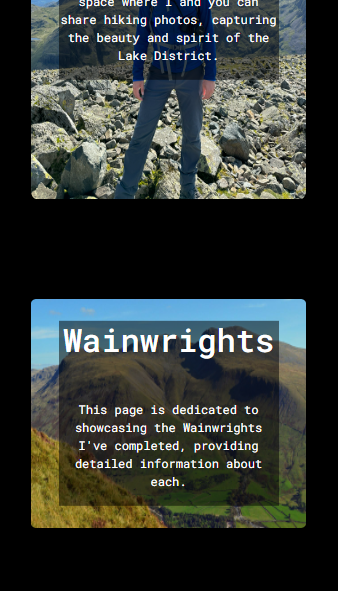 space where I and you can
share hiking photos, capturing
the beauty and spirit of the
Lake District.
Wainwrights
This page is dedicated to
showcasing the Wainwrights
I've completed, providing
detailed information about
each.